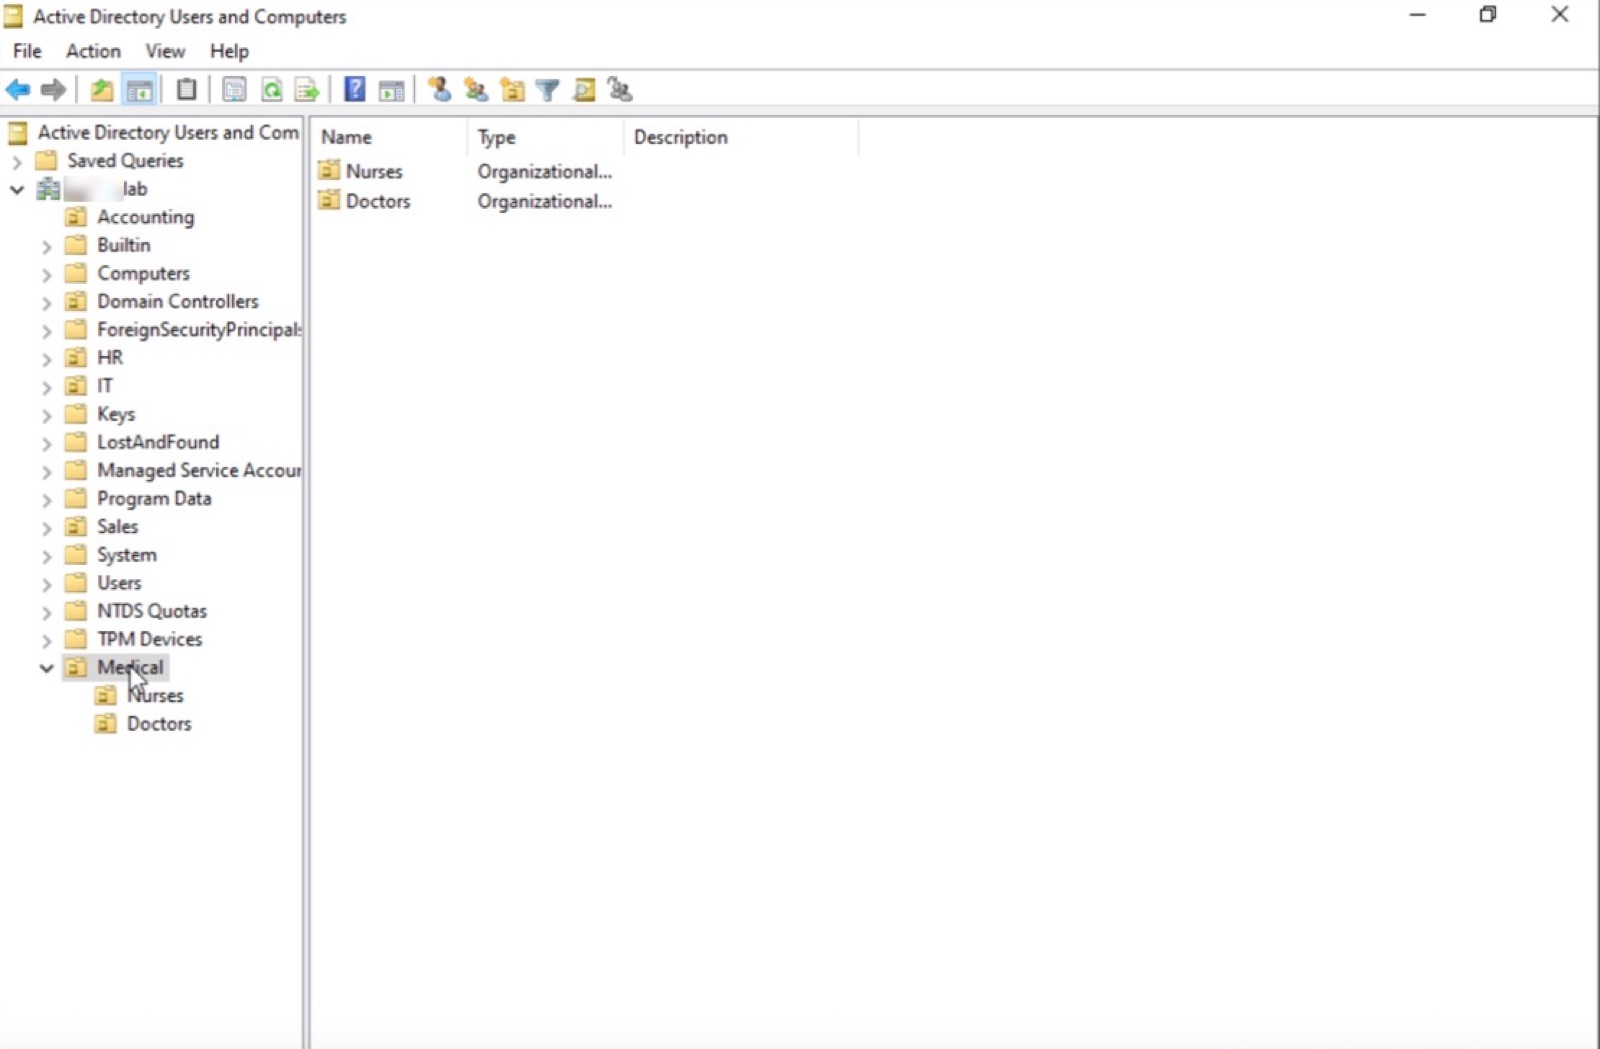 Active Directory Users and Computers
File Action View Help
Active Directory Users and Com
Saved Queries
lab
Accounting
Builtin
Computers
Domain Controllers
ForeignSecurityPrincipals
HR
IT
Keys
LostAndFound
Managed Service Accour
Program Data
Sales
System
Users
NTDS Quotas
TPM Devices
Medical
Nurses
Doctors
Name Type Description
Nurses Organizational...
Doctors Organizational...